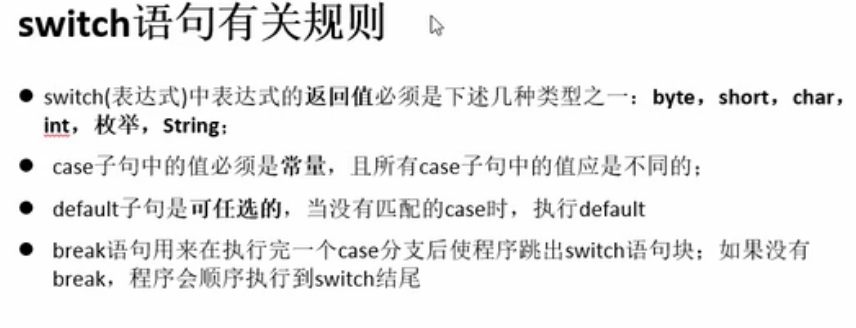 switch语句有关规则
● switch(表达式)中表达式的返回值必须是下述几种类型之一：byte，short，char，
int，枚举，String；
● case子句中的值必须是常量，且所有case子句中的值应是不同的；
● default子句是可任选的，当没有匹配的case时，执行default
● break语句用来在执行完一个case分支后使程序跳出switch语句块；如果没有
break，程序会顺序执行到switch结尾